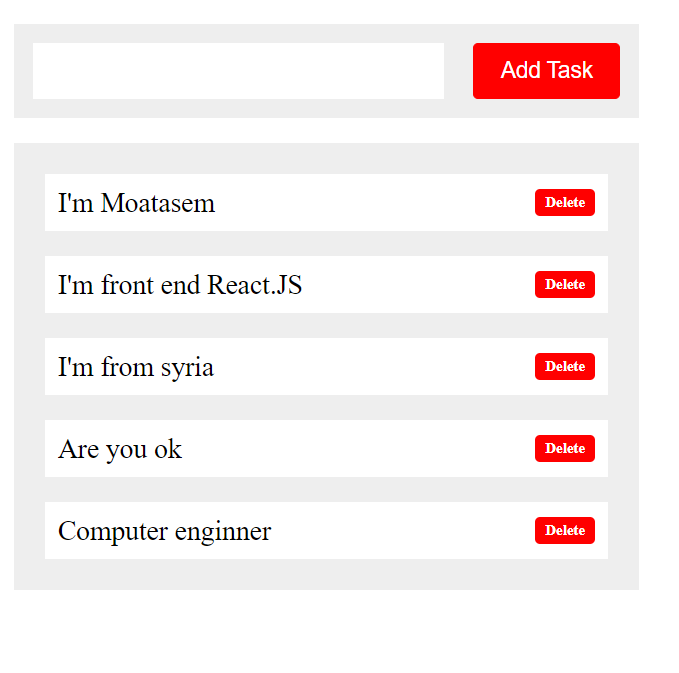 Add Task
I'm Moatasem Delete
I'm front end React.JS Delete
I'm from syria Delete
Are you ok Delete
Computer enginner Delete